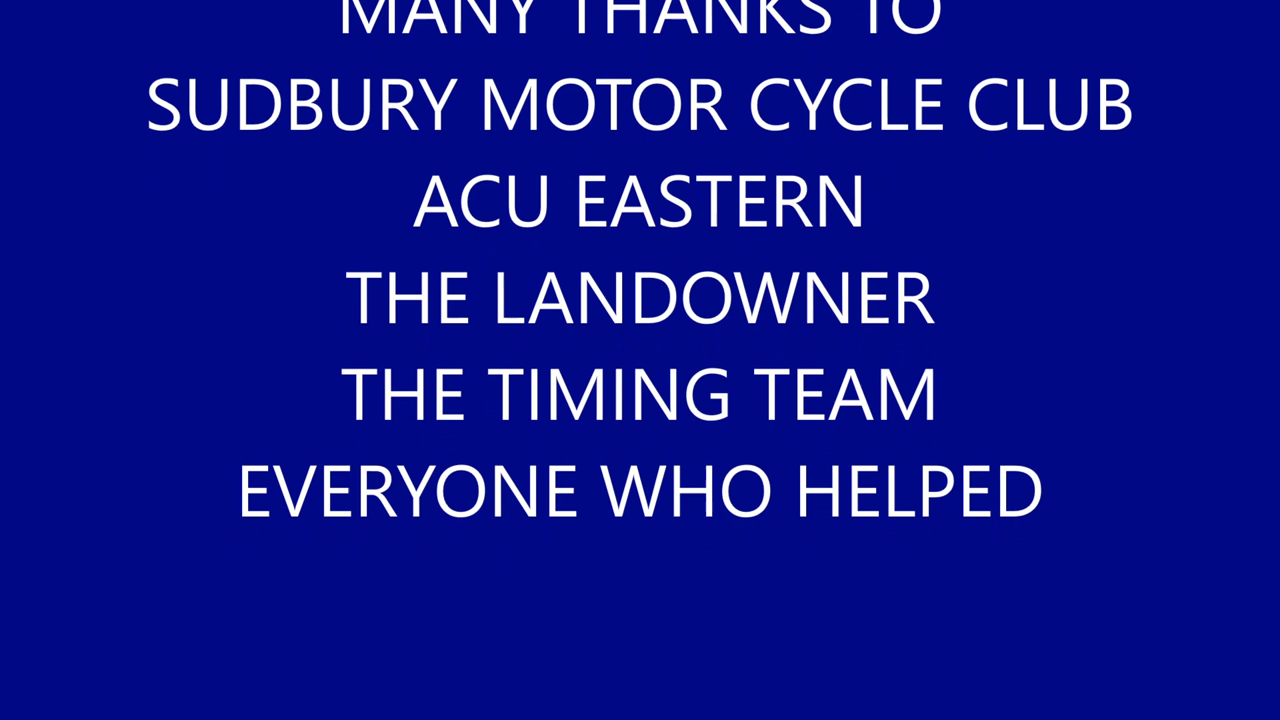 MANY THANKS TO
SUDBURY MOTOR CYCLE CLUB
ACU EASTERN
THE LANDOWNER
THE TIMING TEAM
EVERYONE WHO HELPED